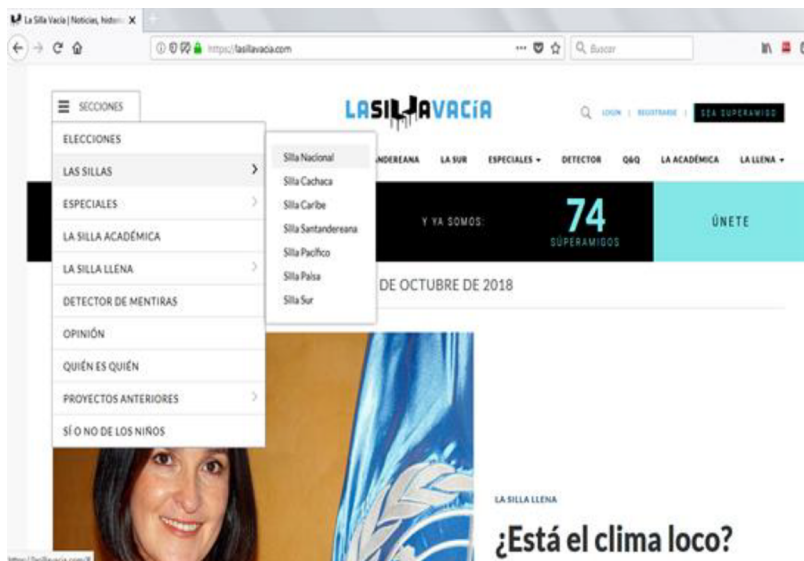 La Silla Vacía | Noticias, histori
https://lasillavacia.com
Buscar
SECCIONES
LASILLAVACÍA
LOGIN | REGISTRARSE |
SEA SUPERAMIGO
ELECCIONES
LAS SILLAS
ESPECIALES
LA SILLA ACADÉMICA
LA SILLA LLENA
DETECTOR DE MENTIRAS
OPINIÓN
QUIÉN ES QUIÉN
PROYECTOS ANTERIORES
SÍ O NO DE LOS NIÑOS
Silla Nacional
Silla Cachaca
Silla Caribe
Silla Santandereana
Silla Pacífico
Silla Paisa
Silla Sur
ANDEREANA LA SUR ESPECIALES DETECTOR Q&Q LA ACADÉMICA LA LLENA
Y YA SOMOS:
74
SÚPERAMIGOS
ÚNETE
DE OCTUBRE DE 2018
LA SILLA LLENA
¿Está el clima loco?